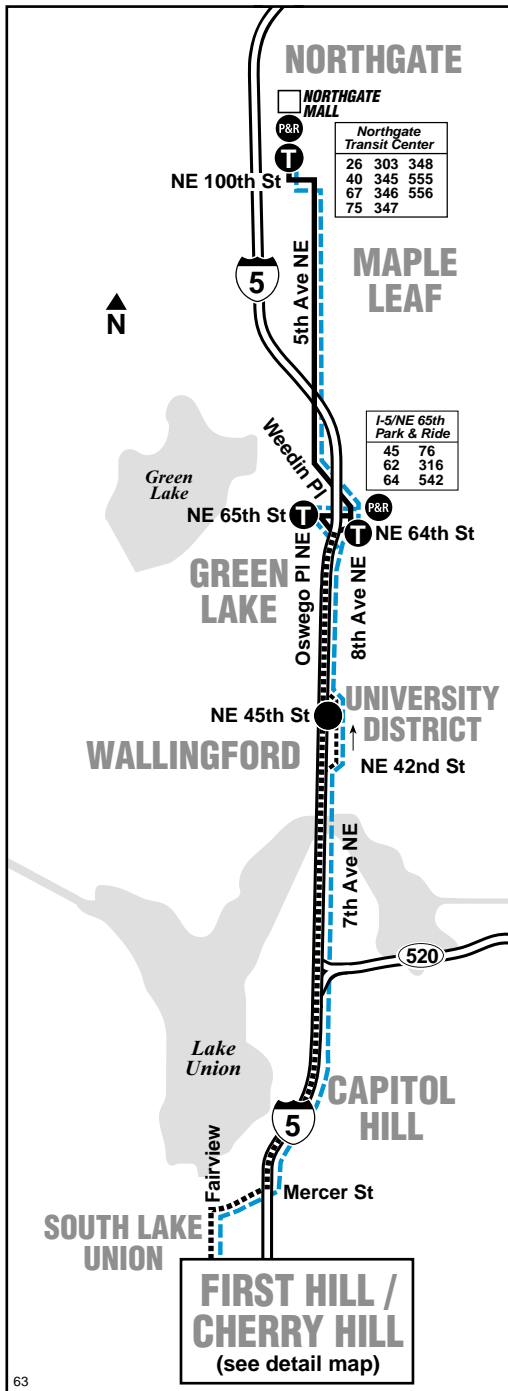 NORTHGATE
NORTHGATE
MALL
P&R
T
NE 100th St
Northgate
Transit Center
26 303 348
40 345 555
67 346 556
75 347
5
5th Ave NE
MAPLE
LEAF
N
Green
Lake
Weedin Pl
I-5/NE 65th
Park & Ride
45 76
62 316
64 542
P&R
NE 65th St
T
T
NE 64th St
GREEN
LAKE
Oswego Pl NE
8th Ave NE
NE 45th St
UNIVERSITY
DISTRICT
WALLINGFORD
NE 42nd St
7th Ave NE
520
Lake
Union
CAPITOL
HILL
5
Fairview
Mercer St
SOUTH LAKE
UNION
FIRST HILL /
CHERRY HILL
(see detail map)
63